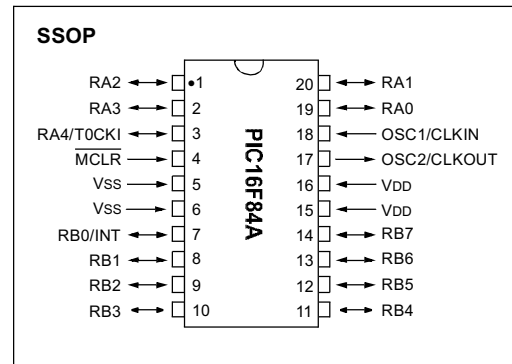 SSOP
RA2 1 20 RA1
RA3 2 19 RA0
RA4/T0CKI 3 18 OSC1/CLKIN
MCLR 4 17 OSC2/CLKOUT
VSS 5 16 VDD
VSS 6 15 VDD
RB0/INT 7 14 RB7
RB1 8 13 RB6
RB2 9 12 RB5
RB3 10 11 RB4
PIC16F84A